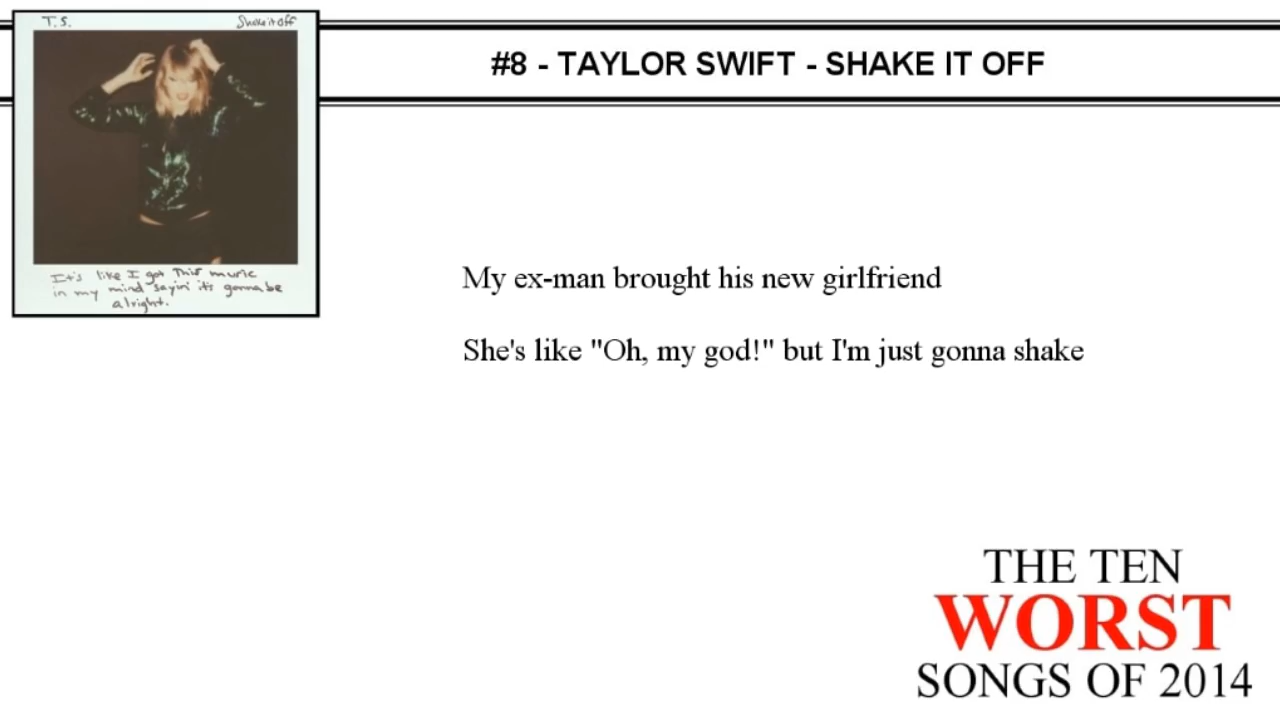 T. S. Shake it off
#8 - TAYLOR SWIFT - SHAKE IT OFF
It's like I got This music
in my mind sayin' it's gonna be
alright.
My ex-man brought his new girlfriend
She's like "Oh, my god!" but I'm just gonna shake
THE TEN
WORST
SONGS OF 2014